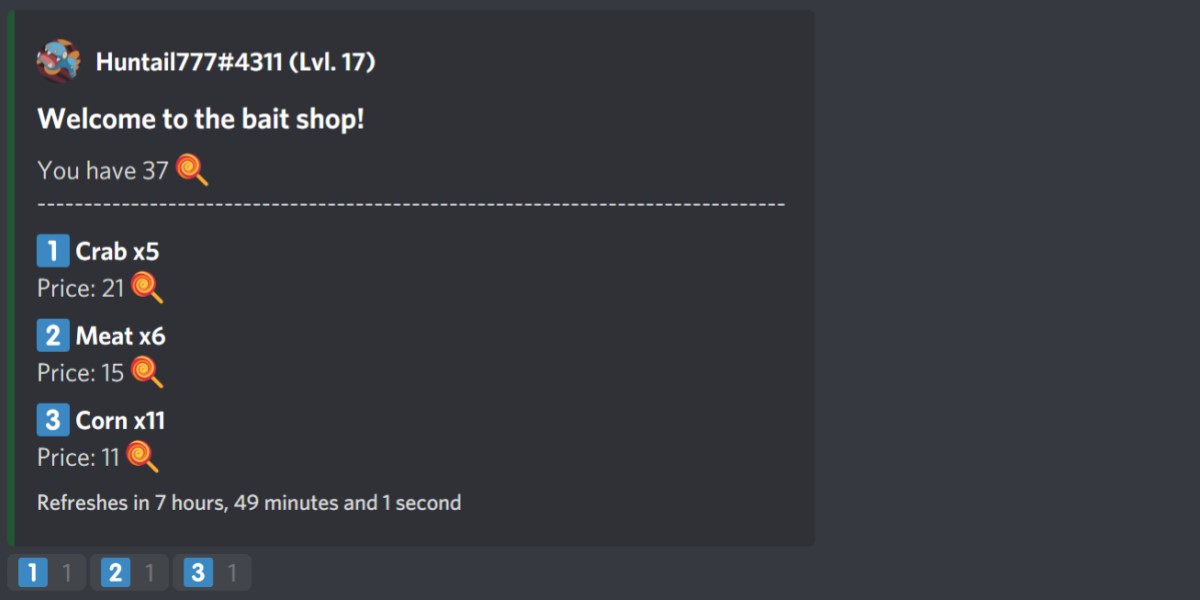 Huntail777#4311 (Lvl. 17)
Welcome to the bait shop!
You have 37
--------------------------------------------------------------------------------
1 Crab x5
Price: 21
2 Meat x6
Price: 15
3 Corn x11
Price: 11
Refreshes in 7 hours, 49 minutes and 1 second
1 1 2 1 3 1